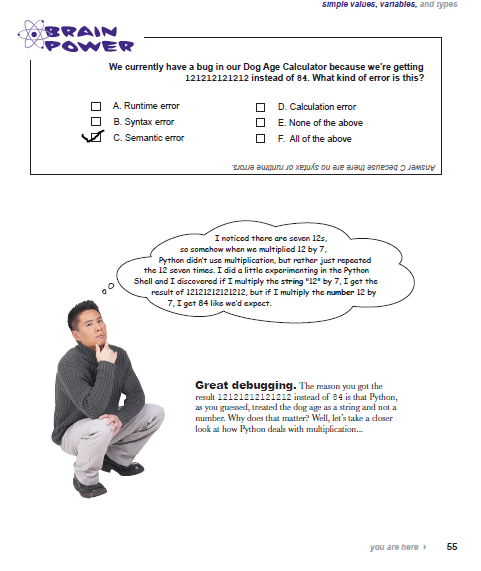 simple values, variables, and types
BRAIN
POWER
We currently have a bug in our Dog Age Calculator because we're getting
121212121212 instead of 84. What kind of error is this?
A. Runtime error
B. Syntax error
C. Semantic error
D. Calculation error
E. None of the above
F. All of the above
Answer C because there are no syntax or runtime errors.
I noticed there are seven 12s,
so somehow when we multiplied 12 by 7,
Python didn't use multiplication, but rather just repeated
the 12 seven times. I did a little experimenting in the Python
Shell and I discovered if I multiply the string "12" by 7, I get the
result of 12121212121212, but if I multiply the number 12 by
7, I get 84 like we'd expect.
Great debugging. The reason you got the
result 12121212121212 instead of 84 is that Python,
as you guessed, treated the dog age as a string and not a
number. Why does that matter? Well, let's take a closer
look at how Python deals with multiplication...
you are here ▸ 55